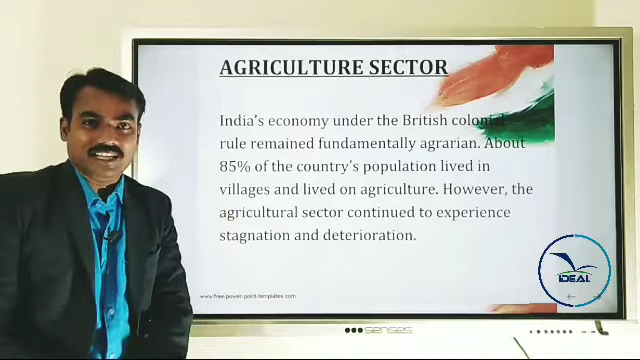 AGRICULTURE SECTOR
India's economy under the British colonial
rule remained fundamentally agrarian. About
85% of the country's population lived in
villages and lived on agriculture. However, the
agricultural sector continued to experience
stagnation and deterioration.
IDEAL
www.free-power-point-templates.com
senses